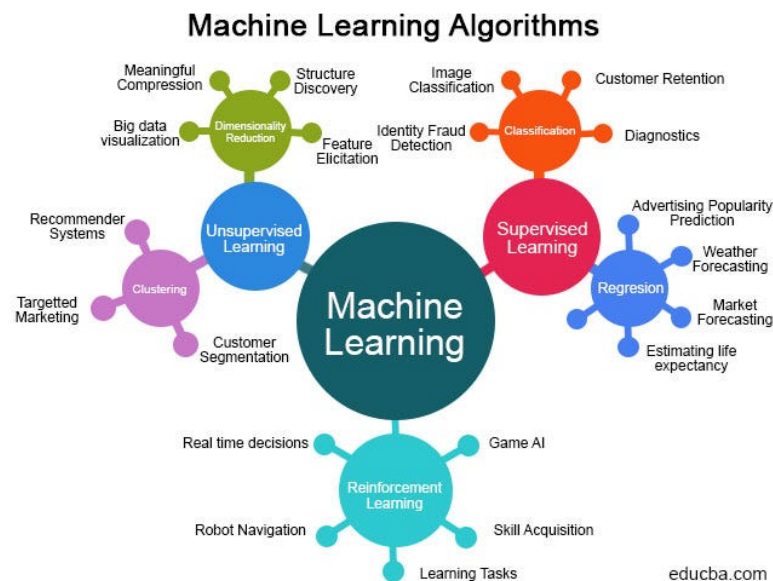 Machine Learning Algorithms
Meaningful
Compression
Structure
Discovery
Big data
visualization
Dimensionality
Reduction
Feature
Elicitation
Image
Classification
Customer Retention
Identity Fraud
Detection
Classification
Diagnostics
Recommender
Systems
Unsupervised
Learning
Clustering
Targetted
Marketing
Customer
Segmentation
Machine
Learning
Supervised
Learning
Advertising Popularity
Prediction
Weather
Forecasting
Regresion
Market
Forecasting
Estimating life
expectancy
Real time decisions
Game AI
Reinforcement
Learning
Robot Navigation
Skill Acquisition
Learning Tasks
educba.com